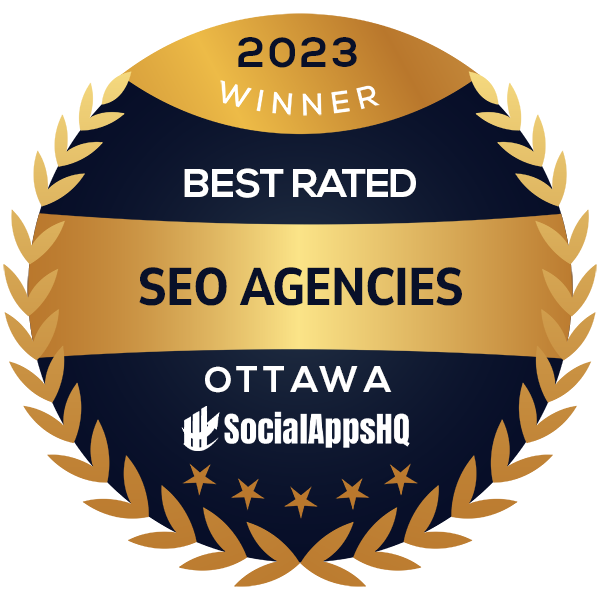 2023
WINNER
BEST RATED
SEO AGENCIES
OTTAWA
SocialAppsHQ